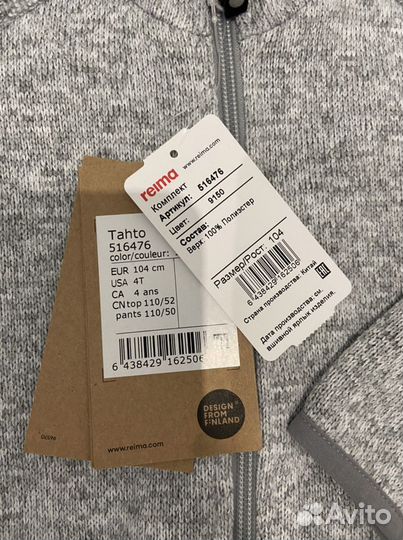 reima
www.reima.com
Комплект
Артикул: 516476
Цвет: 9150
Состав:
Верх: 100% Полиэстер
Размер/Рост: 104
6 438429 162506
Страна производства: Китай
Дата производства: см.
вшивной ярлык изделия.
EAC
Tahto
516476
color/couleur:
EUR 104 cm
USA 4T
CA 4 ans
CN top 110/52
pants 110/50
6 438429 162506
DESIGN
FROM
FINLAND
www.reima.com
Avito